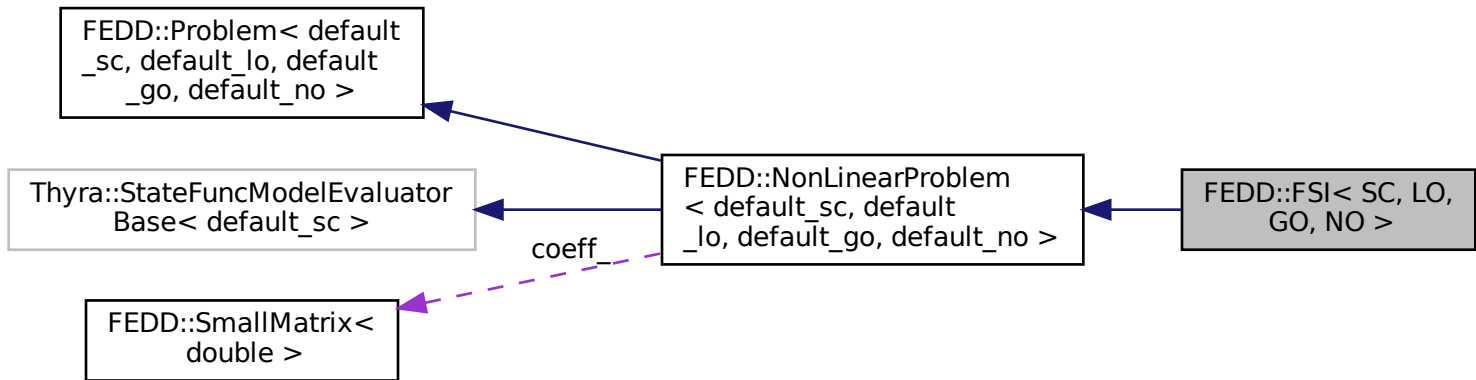 FEDD::Problem< default
_sc, default_lo, default
_go, default_no >
Thyra::StateFuncModelEvaluator
Base< default_sc >
coeff_
FEDD::SmallMatrix<
double >
FEDD::NonLinearProblem
< default_sc, default
_lo, default_go, default_no >
FEDD::FSI< SC, LO,
GO, NO >